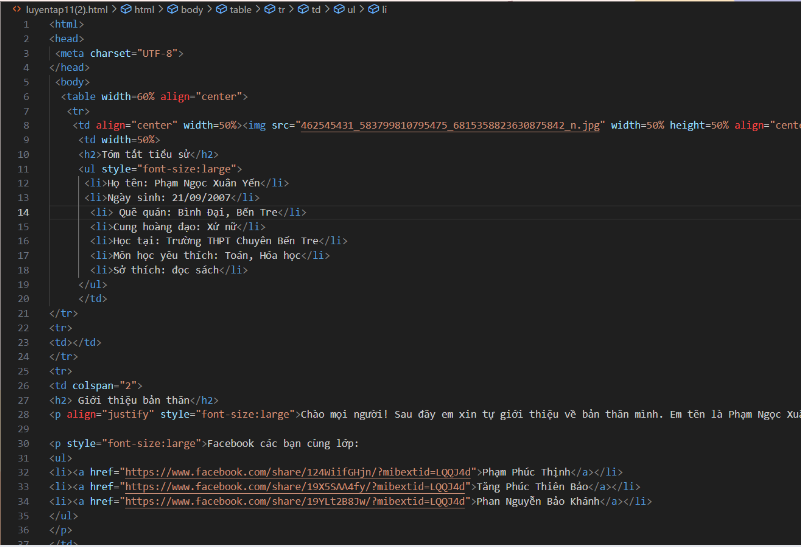 luyentap11(2).html > html > body > table > tr > td > ul > li
1 <html>
2 <head>
3 <meta charset="UTF-8">
4 </head>
5 <body>
6 <table width=60% align="center">
7 <tr>
8 <td align="center" width=50%><img src="462545431_583799810795475_6815358823630875842_n.jpg" width=50% height=50% align="cente
9 <td width=50%>
10 <h2>Tóm tắt tiểu sử</h2>
11 <ul style="font-size:large">
12 <li>Họ tên: Phạm Ngọc Xuân Yến</li>
13 <li>Ngày sinh: 21/09/2007</li>
14 <li> Quê quán: Bình Đại, Bến Tre</li>
15 <li>Cung hoàng đạo: Xử nữ</li>
16 <li>Học tại: Trường THPT Chuyên Bến Tre</li>
17 <li>Môn học yêu thích: Toán, Hóa học</li>
18 <li>Sở thích: đọc sách</li>
19 </ul>
20 </td>
21 </tr>
22 <tr>
23 <td></td>
24 </tr>
25 <tr>
26 <td colspan="2">
27 <h2> Giới thiệu bản thân</h2>
28 <p align="justify" style="font-size:large">Chào mọi người! Sau đây em xin tự giới thiệu về bản thân mình. Em tên là Phạm Ngọc Xuâ
29
30 <p style="font-size:large">Facebook các bạn cùng lớp:
31 <ul>
32 <li><a href="https://www.facebook.com/share/124WiifGHjn/?mibextid=LQQJ4d">Phạm Phúc Thịnh</a></li>
33 <li><a href="https://www.facebook.com/share/19X5SAA4fy/?mibextid=LQQJ4d">Tăng Phúc Thiên Bảo</a></li>
34 <li><a href="https://www.facebook.com/share/19YLt2B8Jw/?mibextid=LQQJ4d">Phan Nguyễn Bảo Khánh</a></li>
35 </ul>
36 </p>
37 </td>